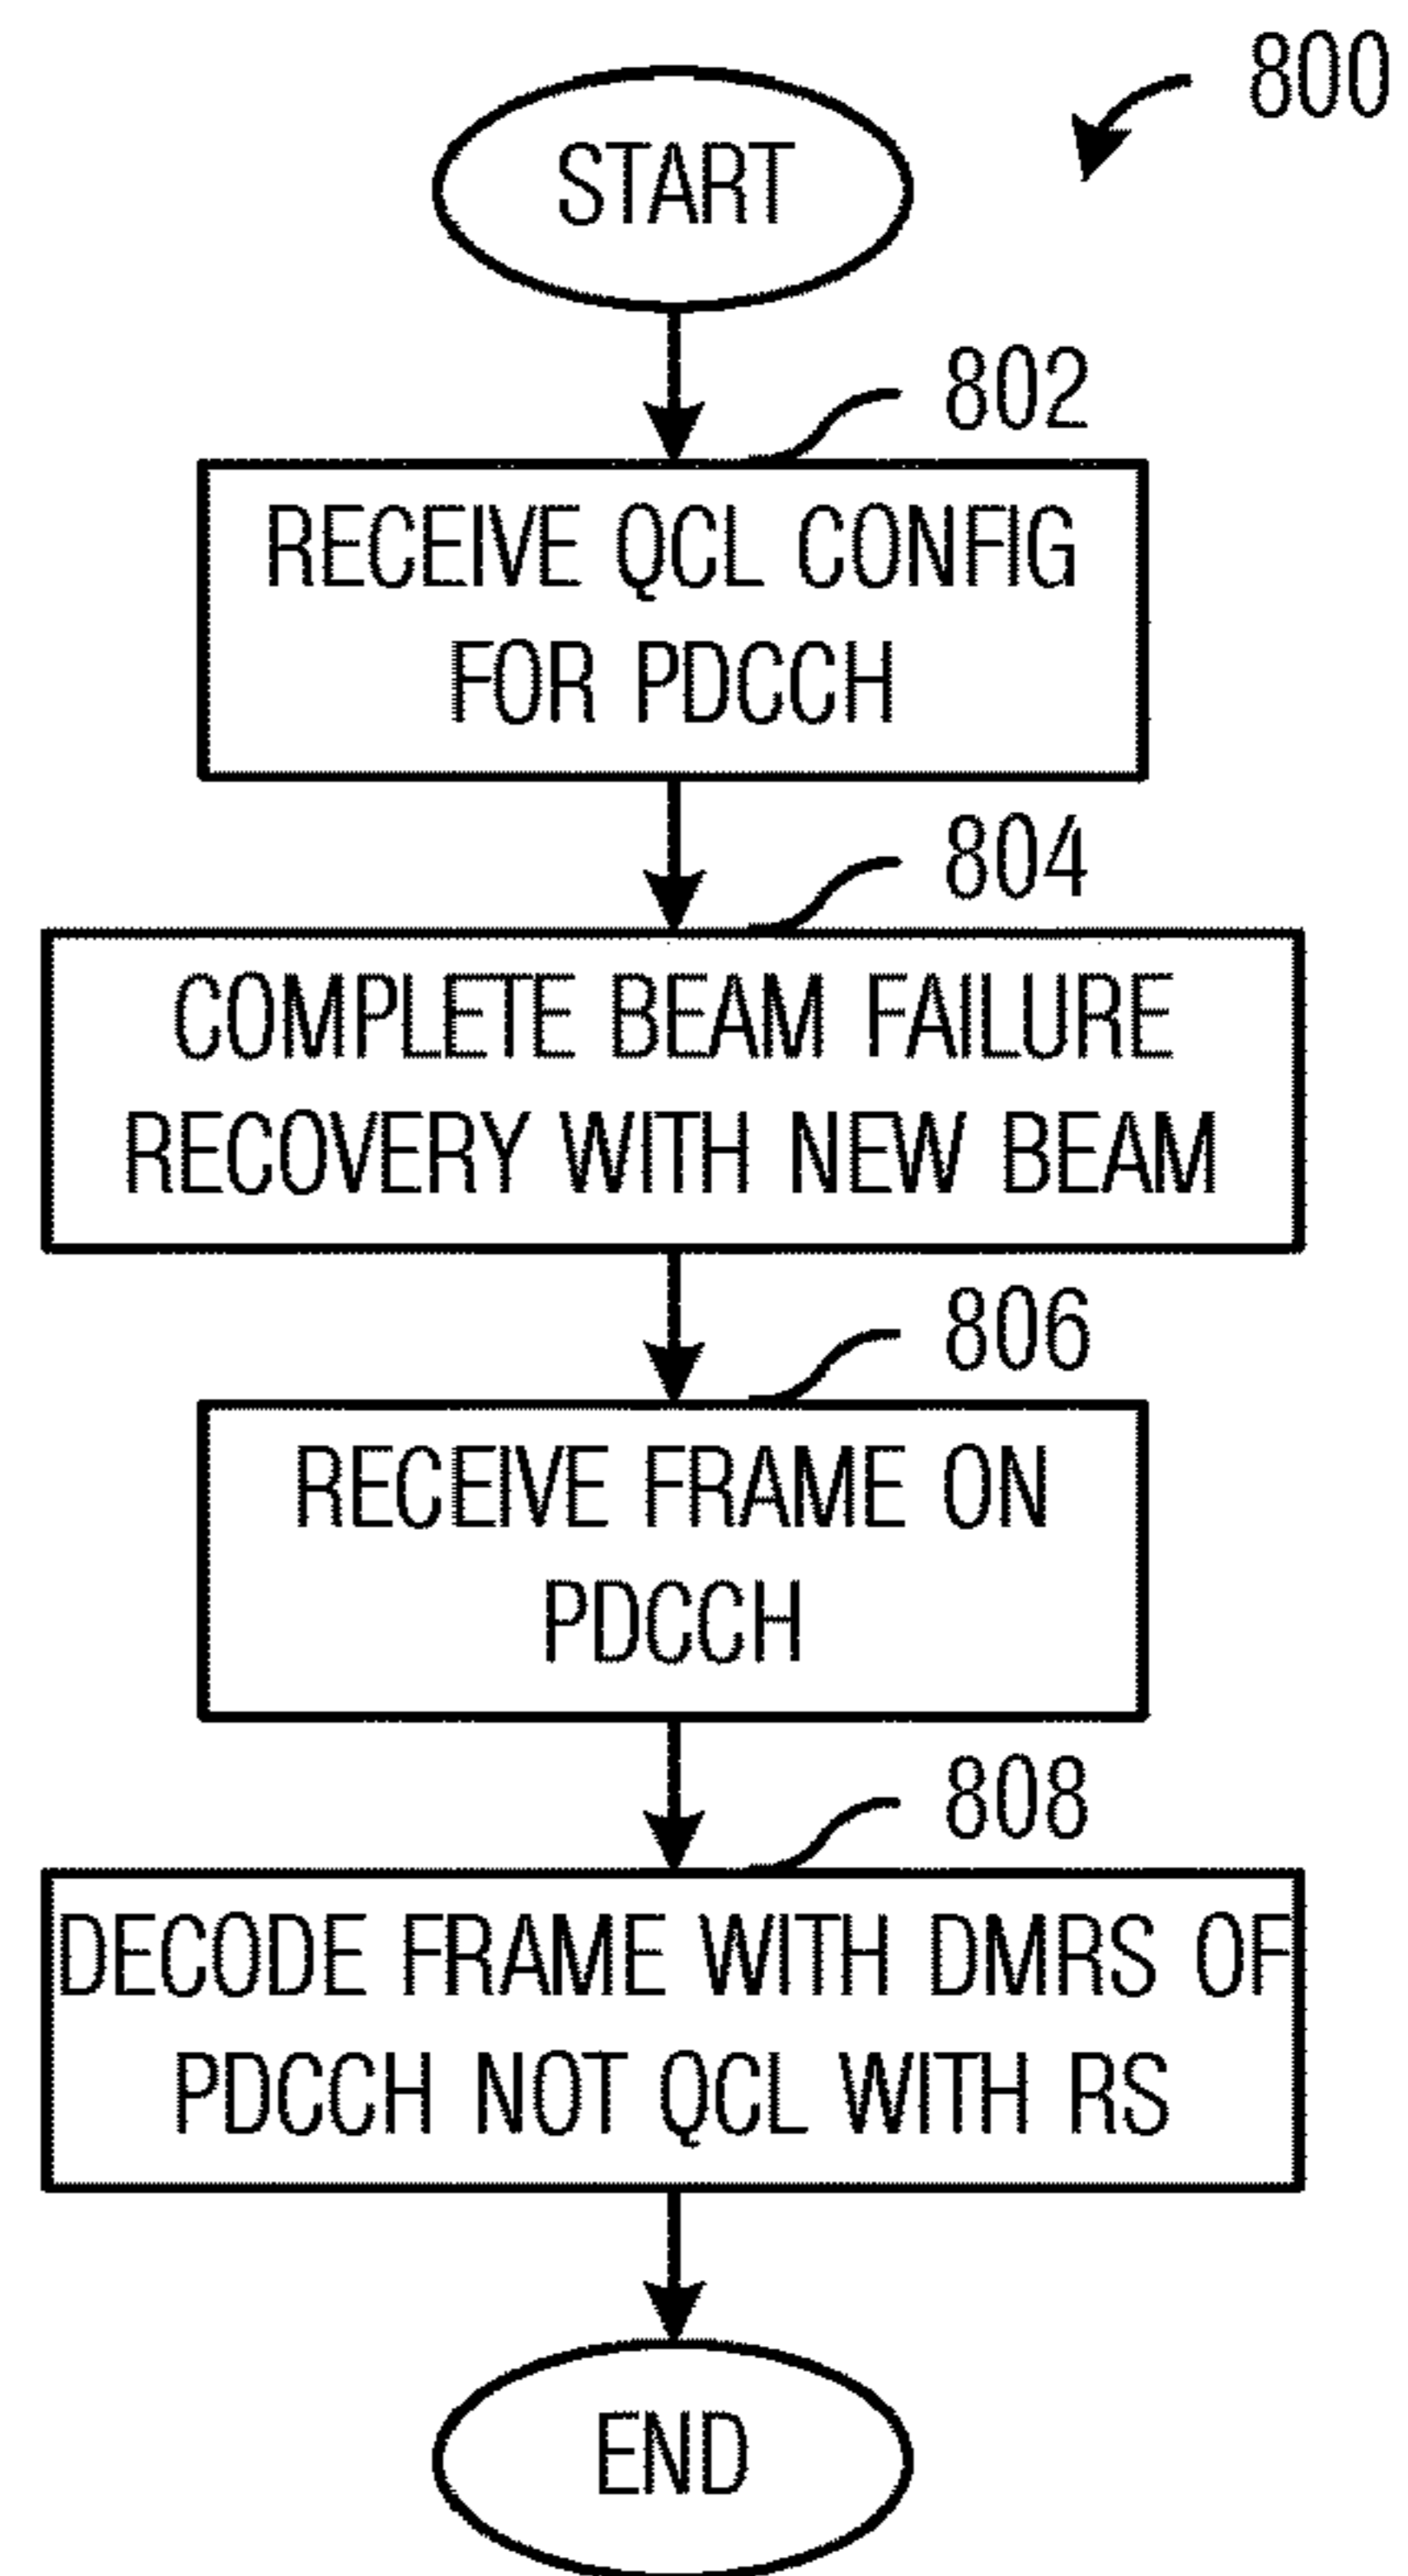 800
START
802
RECEIVE QCL CONFIG
FOR PDCCH
804
COMPLETE BEAM FAILURE
RECOVERY WITH NEW BEAM
806
RECEIVE FRAME ON
PDCCH
808
DECODE FRAME WITH DMRS OF
PDCCH NOT QCL WITH RS
END